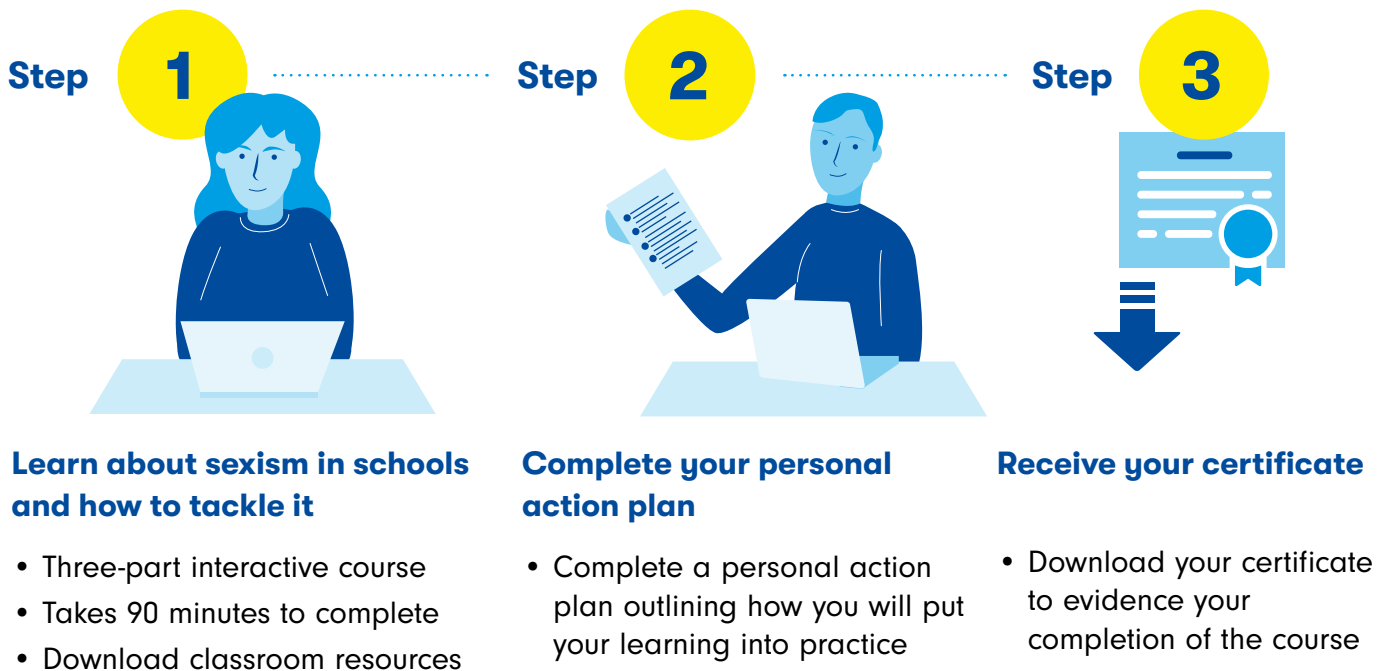 Step 1
Step 2
Step 3
Learn about sexism in schools
and how to tackle it
• Three-part interactive course
• Takes 90 minutes to complete
• Download classroom resources
Complete your personal
action plan
• Complete a personal action
plan outlining how you will put
your learning into practice
Receive your certificate
• Download your certificate
to evidence your
completion of the course